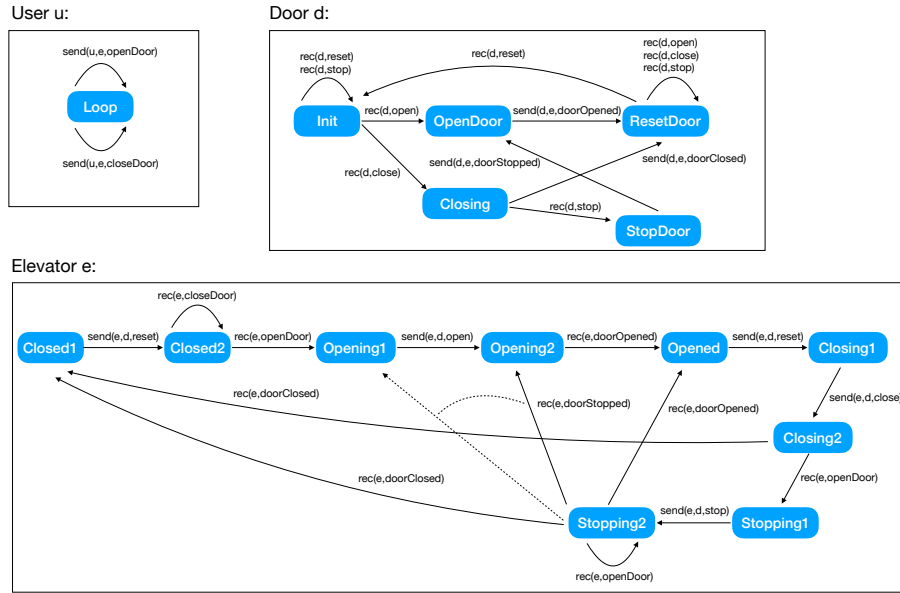 User u:
send(u,e,openDoor)
Loop
send(u,e,closeDoor)
Door d:
rec(d,reset)
rec(d,stop)
rec(d,reset)
rec(d,open)
rec(d,close)
rec(d,stop)
Init
rec(d,open)
OpenDoor
send(d,e,doorOpened)
ResetDoor
send(d,e,doorStopped)
send(d,e,doorClosed)
rec(d,close)
Closing
rec(d,stop)
StopDoor
Elevator e:
rec(e,closeDoor)
Closed1
send(e,d,reset)
Closed2
rec(e,openDoor)
Opening1
send(e,d,open)
Opening2
rec(e,doorOpened)
Opened
send(e,d,reset)
Closing1
rec(e,doorClosed)
rec(e,doorStopped)
rec(e,doorOpened)
send(e,d,close)
Closing2
rec(e,doorClosed)
rec(e,openDoor)
Stopping2
send(e,d,stop)
Stopping1
rec(e,openDoor)